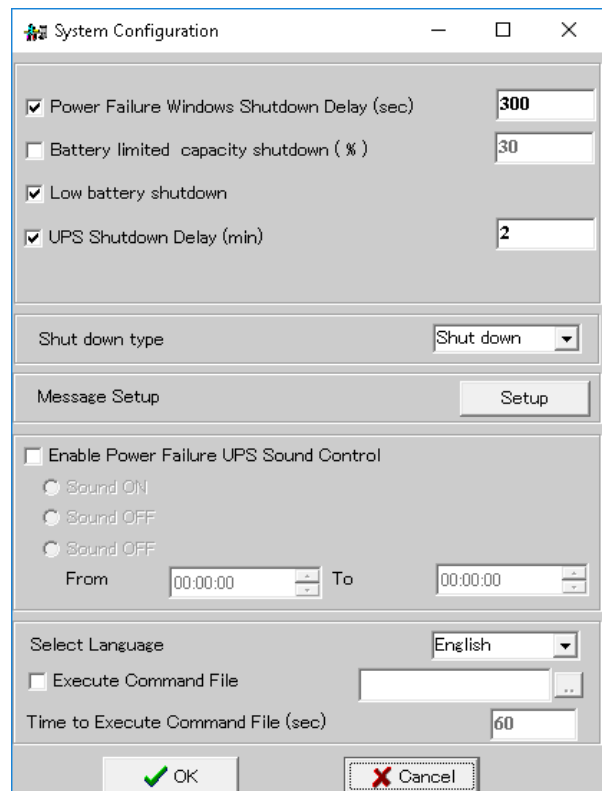 System Configuration
Power Failure Windows Shutdown Delay (sec) 300
Battery limited capacity shutdown ( % ) 30
Low battery shutdown
UPS Shutdown Delay (min) 2
Shut down type Shut down
Message Setup Setup
Enable Power Failure UPS Sound Control
Sound ON
Sound OFF
Sound OFF
From 00:00:00 To 00:00:00
Select Language English
Execute Command File ..
Time to Execute Command File (sec) 60
OK Cancel